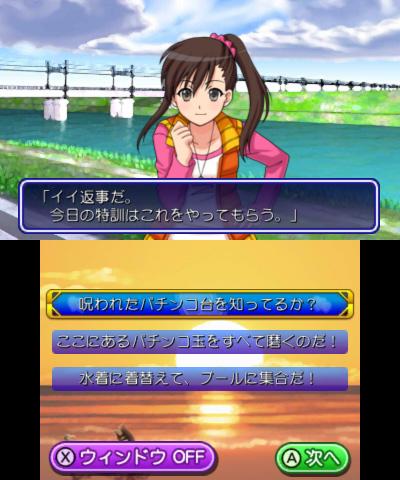 「イイ返事だ。
今日の特訓はこれをやってもらう。」
呪われたパチンコ台を知ってるか？
ここにあるパチンコ玉をすべて磨くのだ！
水着に着替えて、プールに集合だ！
X ウィンドウ OFF
A 次へ